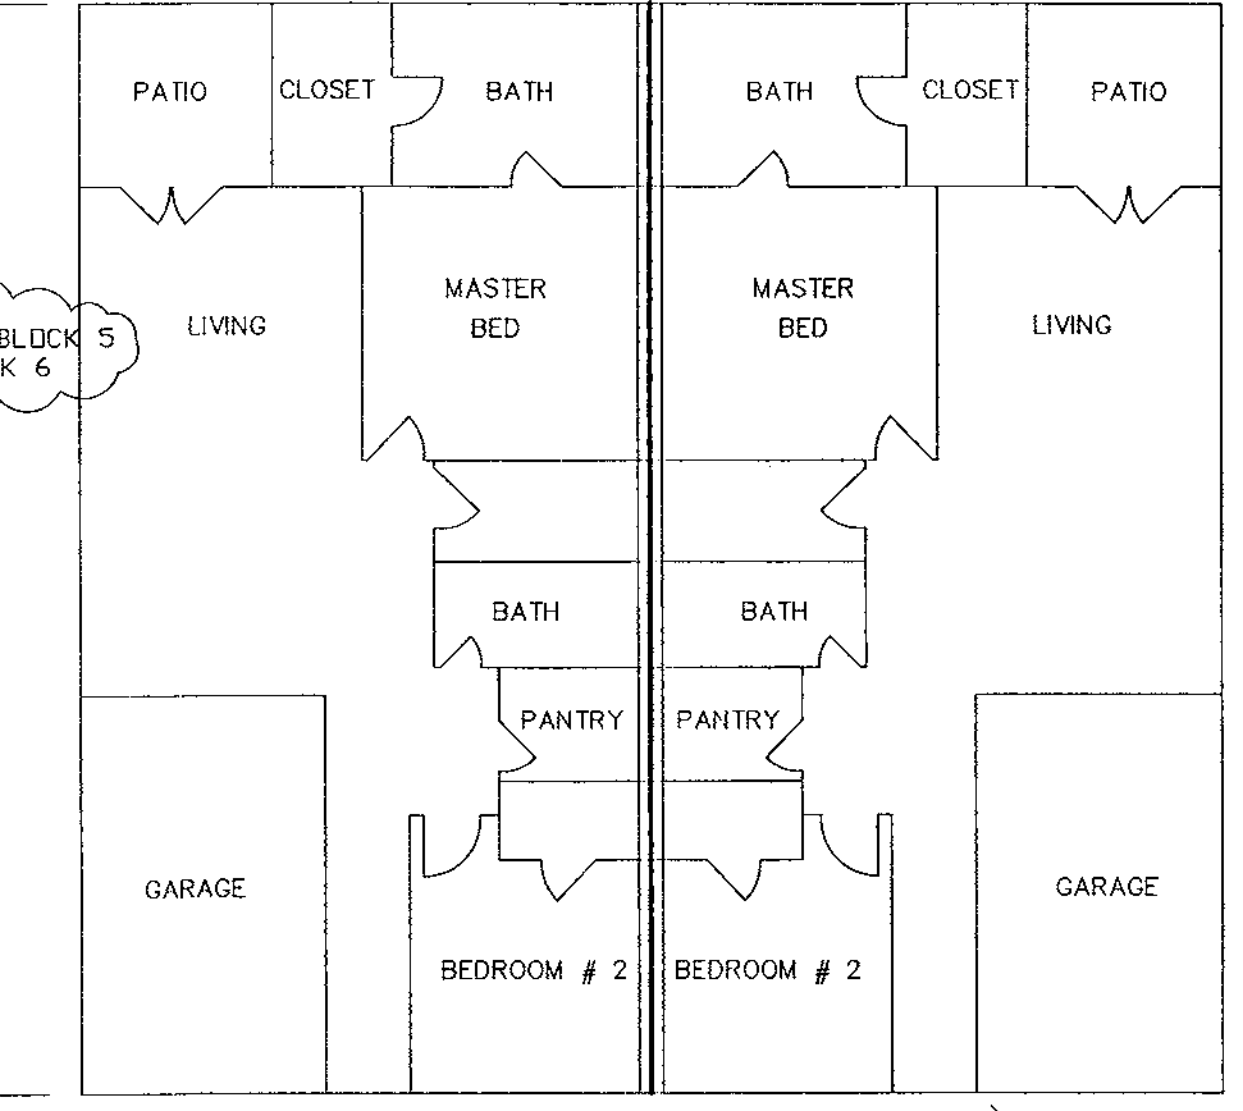 PATIO CLOSET BATH BATH CLOSET PATIO
MASTER BED MASTER BED
LIVING LIVING
BLOCK 5
K 6
BATH BATH
PANTRY PANTRY
GARAGE GARAGE
BEDROOM # 2 BEDROOM # 2